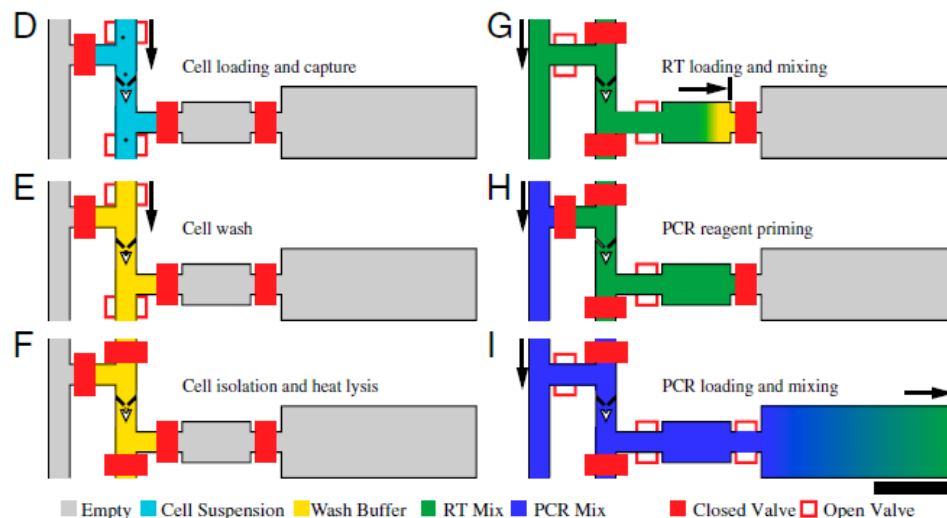 D
Cell loading and capture
E
Cell wash
F
Cell isolation and heat lysis
G
RT loading and mixing
H
PCR reagent priming
I
PCR loading and mixing
Empty Cell Suspension Wash Buffer RT Mix PCR Mix Closed Valve Open Valve